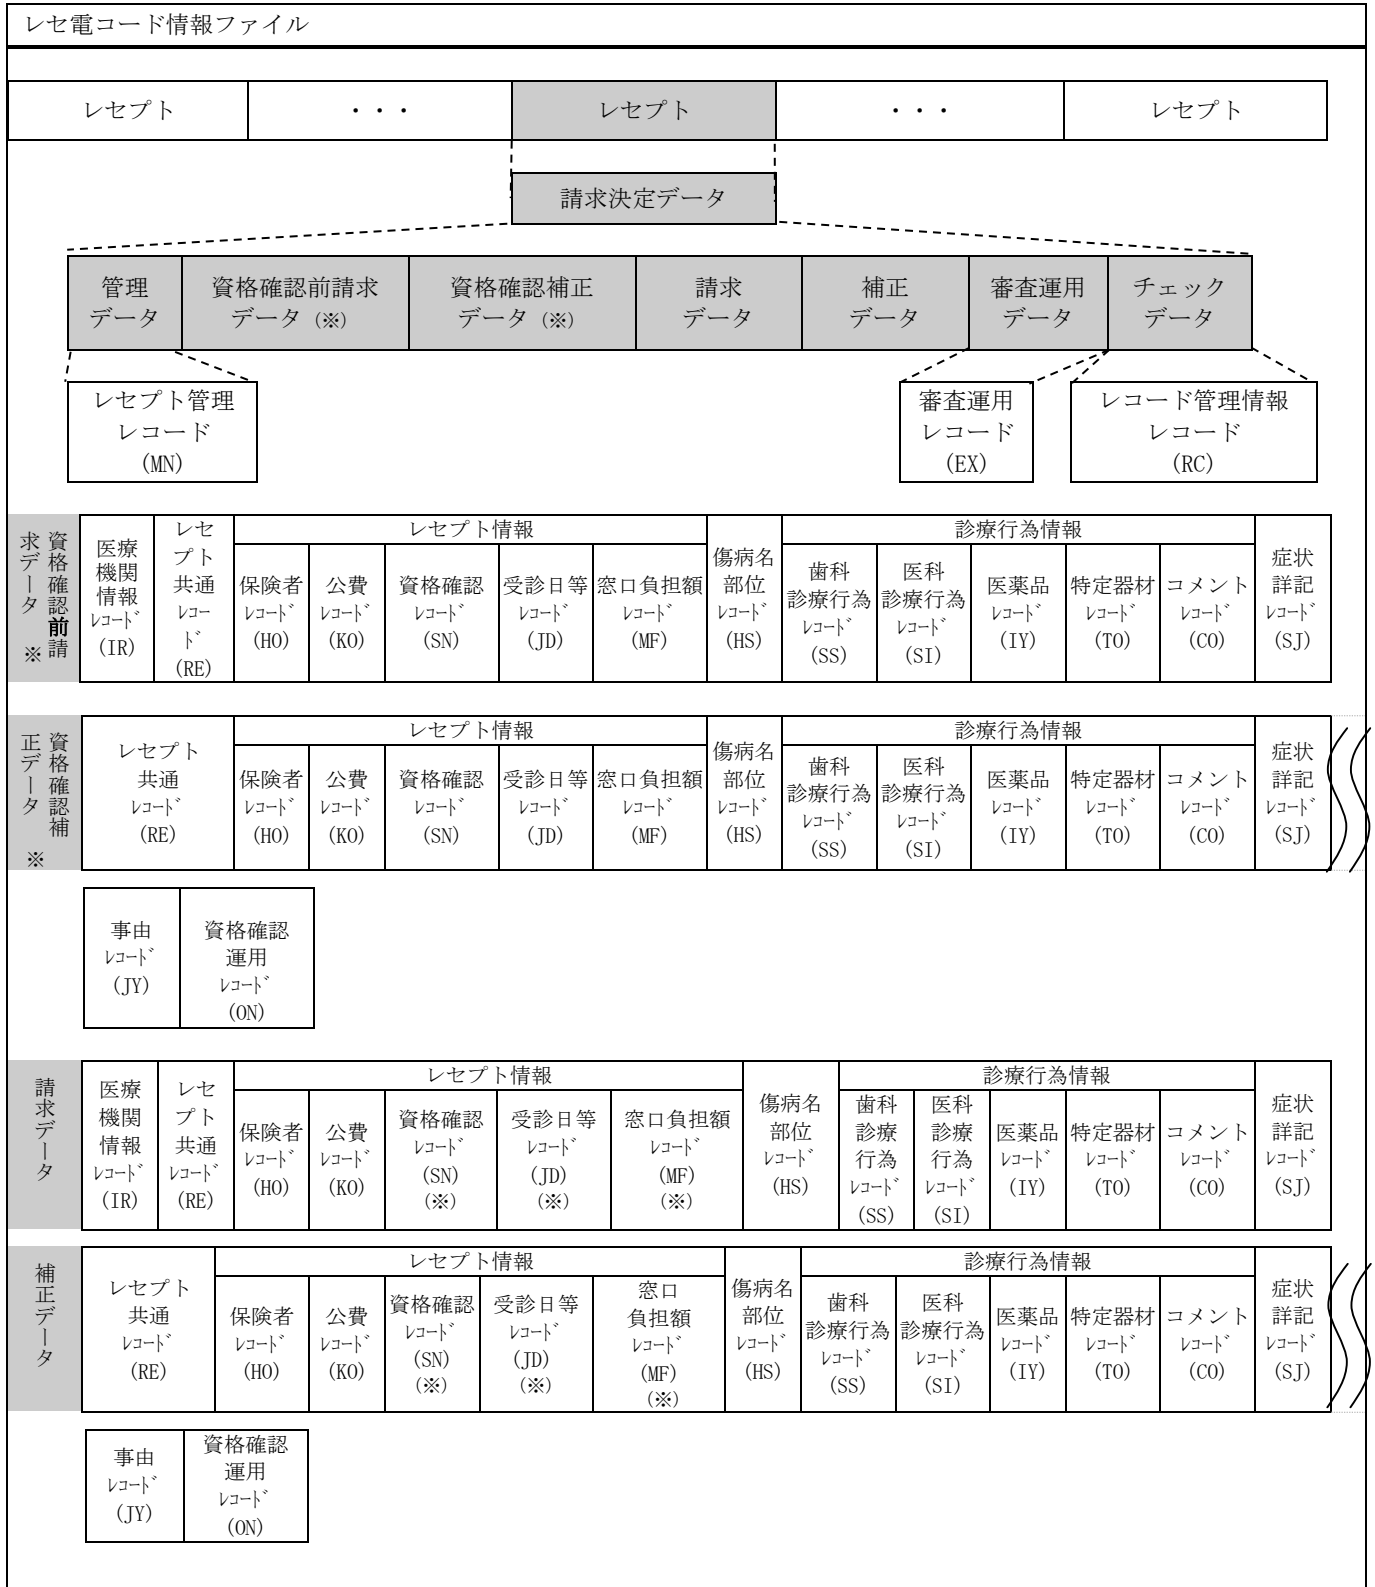 レセ電コード情報ファイル
レセプト
・・・
レセプト
・・・
レセプト
請求決定データ
管理
データ
資格確認前請求
データ（※）
資格確認補正
データ（※）
請求
データ
補正
データ
審査運用
データ
チェック
データ
レセプト管理
レコード
(MN)
審査運用
レコード
(EX)
レコード管理情報
レコード
(RC)
資格確認前請
求データ ※
医療
機関
情報
ﾚｺｰﾄﾞ
(IR)
レセ
プト
共通
ﾚｺｰ
ﾄﾞ
(RE)
レセプト情報
保険者
ﾚｺｰﾄﾞ
(HO)
公費
ﾚｺｰﾄﾞ
(KO)
資格確認
ﾚｺｰﾄﾞ
(SN)
受診日等
ﾚｺｰﾄﾞ
(JD)
窓口負担額
ﾚｺｰﾄﾞ
(MF)
傷病名
部位
ﾚｺｰﾄﾞ
(HS)
診療行為情報
歯科
診療行為
ﾚｺｰﾄﾞ
(SS)
医科
診療行為
ﾚｺｰﾄﾞ
(SI)
医薬品
ﾚｺｰﾄﾞ
(IY)
特定器材
ﾚｺｰﾄﾞ
(TO)
コメント
ﾚｺｰﾄﾞ
(CO)
症状
詳記
ﾚｺｰﾄﾞ
(SJ)
資格確認補
正データ ※
レセプト
共通
ﾚｺｰﾄﾞ
(RE)
レセプト情報
保険者
ﾚｺｰﾄﾞ
(HO)
公費
ﾚｺｰﾄﾞ
(KO)
資格確認
ﾚｺｰﾄﾞ
(SN)
受診日等
ﾚｺｰﾄﾞ
(JD)
窓口負担額
ﾚｺｰﾄﾞ
(MF)
傷病名
部位
ﾚｺｰﾄﾞ
(HS)
診療行為情報
歯科
診療行為
ﾚｺｰﾄﾞ
(SS)
医科
診療行為
ﾚｺｰﾄﾞ
(SI)
医薬品
ﾚｺｰﾄﾞ
(IY)
特定器材
ﾚｺｰﾄﾞ
(TO)
コメント
ﾚｺｰﾄﾞ
(CO)
症状
詳記
ﾚｺｰﾄﾞ
(SJ)
事由
ﾚｺｰﾄﾞ
(JY)
資格確認
運用
ﾚｺｰﾄﾞ
(ON)
請求データ
医療
機関
情報
ﾚｺｰﾄﾞ
(IR)
レセ
プト
共通
ﾚｺｰﾄﾞ
(RE)
レセプト情報
保険者
ﾚｺｰﾄﾞ
(HO)
公費
ﾚｺｰﾄﾞ
(KO)
資格確認
ﾚｺｰﾄﾞ
(SN)
(※)
受診日等
ﾚｺｰﾄﾞ
(JD)
(※)
窓口負担額
ﾚｺｰﾄﾞ
(MF)
(※)
傷病名
部位
ﾚｺｰﾄﾞ
(HS)
診療行為情報
歯科
診療
行為
ﾚｺｰﾄﾞ
(SS)
医科
診療
行為
ﾚｺｰﾄﾞ
(SI)
医薬品
ﾚｺｰﾄﾞ
(IY)
特定器材
ﾚｺｰﾄﾞ
(TO)
コメント
ﾚｺｰﾄﾞ
(CO)
症状
詳記
ﾚｺｰﾄﾞ
(SJ)
補正データ
レセプト
共通
ﾚｺｰﾄﾞ
(RE)
レセプト情報
保険者
ﾚｺｰﾄﾞ
(HO)
公費
ﾚｺｰﾄﾞ
(KO)
資格確認
ﾚｺｰﾄﾞ
(SN)
(※)
受診日等
ﾚｺｰﾄﾞ
(JD)
(※)
窓口
負担額
ﾚｺｰﾄﾞ
(MF)
(※)
傷病名
部位
ﾚｺｰﾄﾞ
(HS)
診療行為情報
歯科
診療行為
ﾚｺｰﾄﾞ
(SS)
医科
診療行為
ﾚｺｰﾄﾞ
(SI)
医薬品
ﾚｺｰﾄﾞ
(IY)
特定器材
ﾚｺｰﾄﾞ
(TO)
コメント
ﾚｺｰﾄﾞ
(CO)
症状
詳記
ﾚｺｰﾄﾞ
(SJ)
事由
ﾚｺｰﾄﾞ
(JY)
資格確認
運用
ﾚｺｰﾄﾞ
(ON)